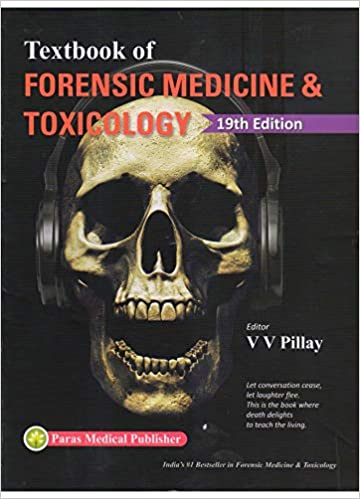 Textbook of
FORENSIC MEDICINE &
TOXICOLOGY
19th Edition
Editor
V V Pillay
Let conversation cease,
let laughter flee.
This is the book where
death delights
to teach the living.
Paras Medical Publisher
India's #1 Bestseller in Forensic Medicine & Toxicology